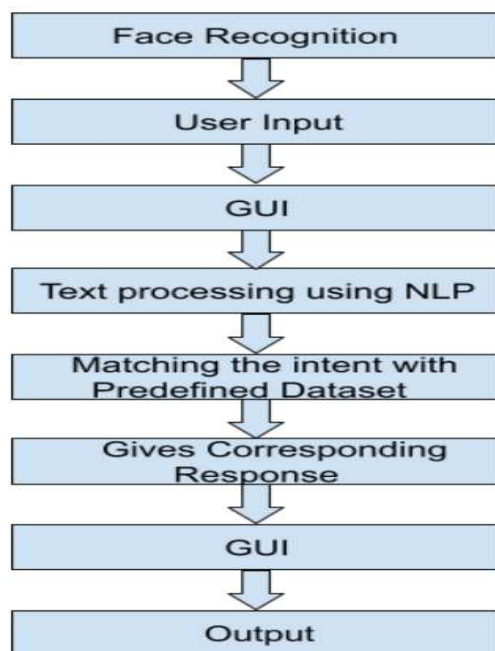 Face Recognition
User Input
GUI
Text processing using NLP
Matching the intent with
Predefined Dataset
Gives Corresponding
Response
GUI
Output